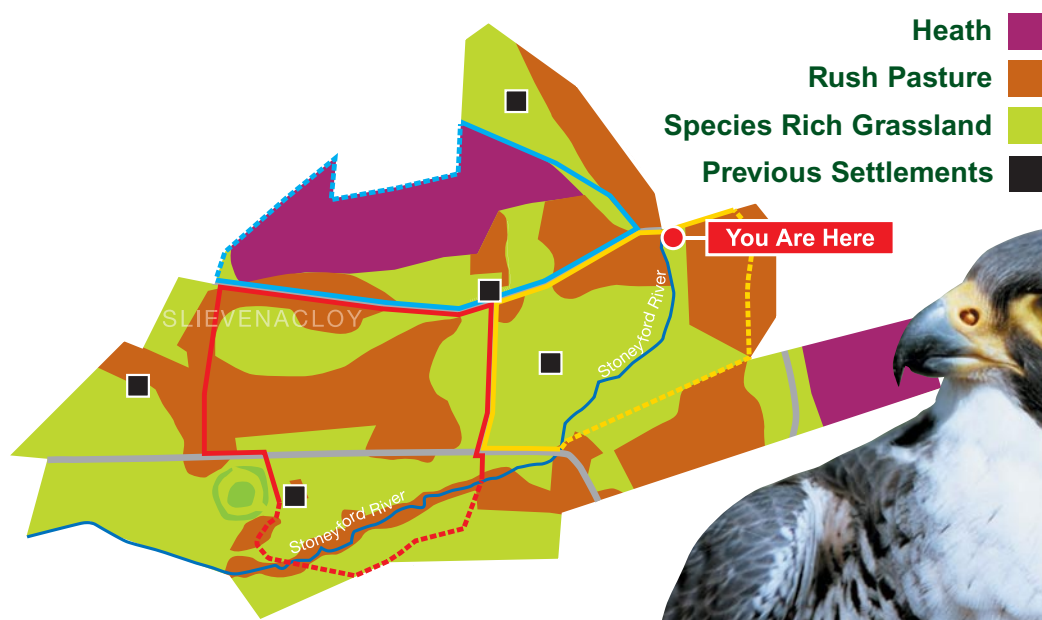 Heath
Rush Pasture
Species Rich Grassland
Previous Settlements
You Are Here
Stoneyford River
SLIEVENACLOY
Stoneyford River